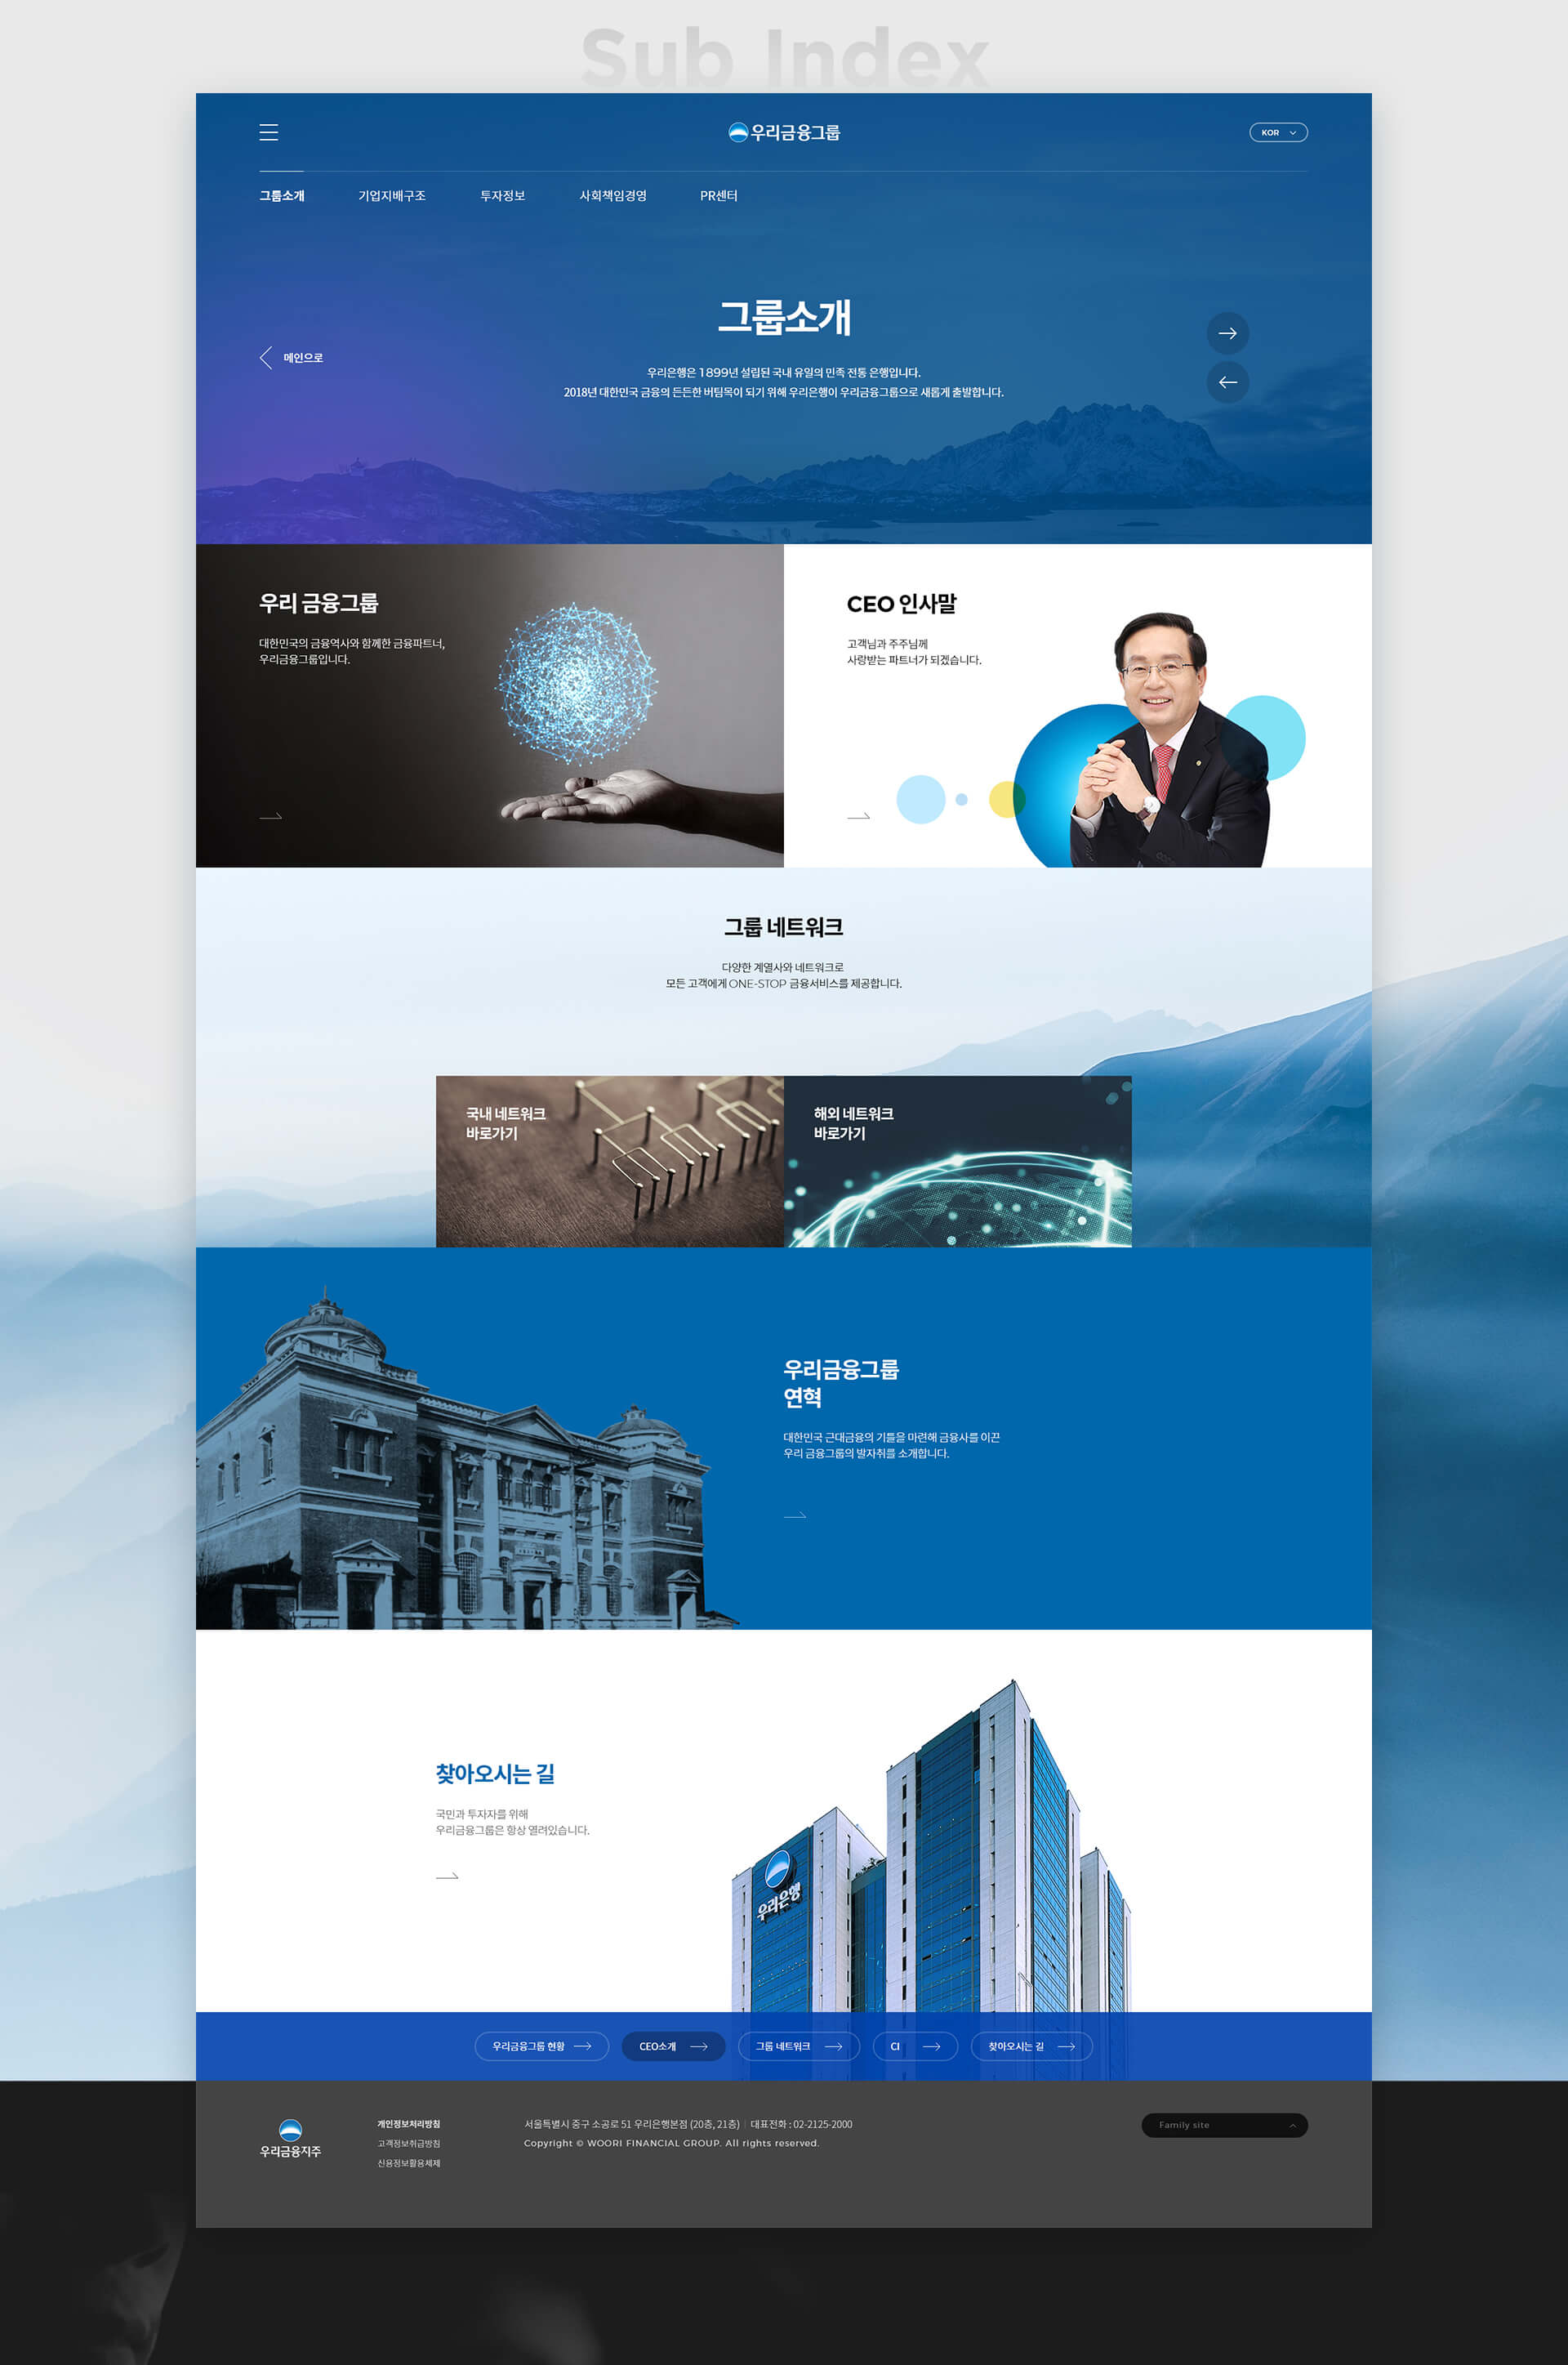 Sub Index
우리금융그룹
KOR
그룹소개
기업지배구조
투자정보
사회책임경영
PR센터
그룹소개
메인으로
우리은행은 1899년 설립된 국내 유일의 민족 전통 은행입니다.
2018년 대한민국 금융의 든든한 버팀목이 되기 위해 우리은행이 우리금융그룹으로 새롭게 출발합니다.
우리 금융그룹
대한민국의 금융역사와 함께한 금융파트너,
우리금융그룹입니다.
CEO 인사말
고객님과 주주님께
사랑받는 파트너가 되겠습니다.
그룹 네트워크
다양한 계열사와 네트워크로
모든 고객에게 ONE-STOP 금융서비스를 제공합니다.
국내 네트워크
바로가기
해외 네트워크
바로가기
우리금융그룹
연혁
대한민국 근대금융의 기틀을 마련해 금융사를 이끈
우리 금융그룹의 발자취를 소개합니다.
찾아오시는 길
국민과 투자자를 위해
우리금융그룹은 항상 열려있습니다.
우리은행
우리금융그룹 현황
CEO소개
그룹 네트워크
CI
찾아오시는 길
우리금융지주
개인정보처리방침
고객정보취급방침
신용정보활용체제
서울특별시 중구 소공로 51 우리은행본점 (20층, 21층) | 대표전화 : 02-2125-2000
Copyright © WOORI FINANCIAL GROUP. All rights reserved.
Family site